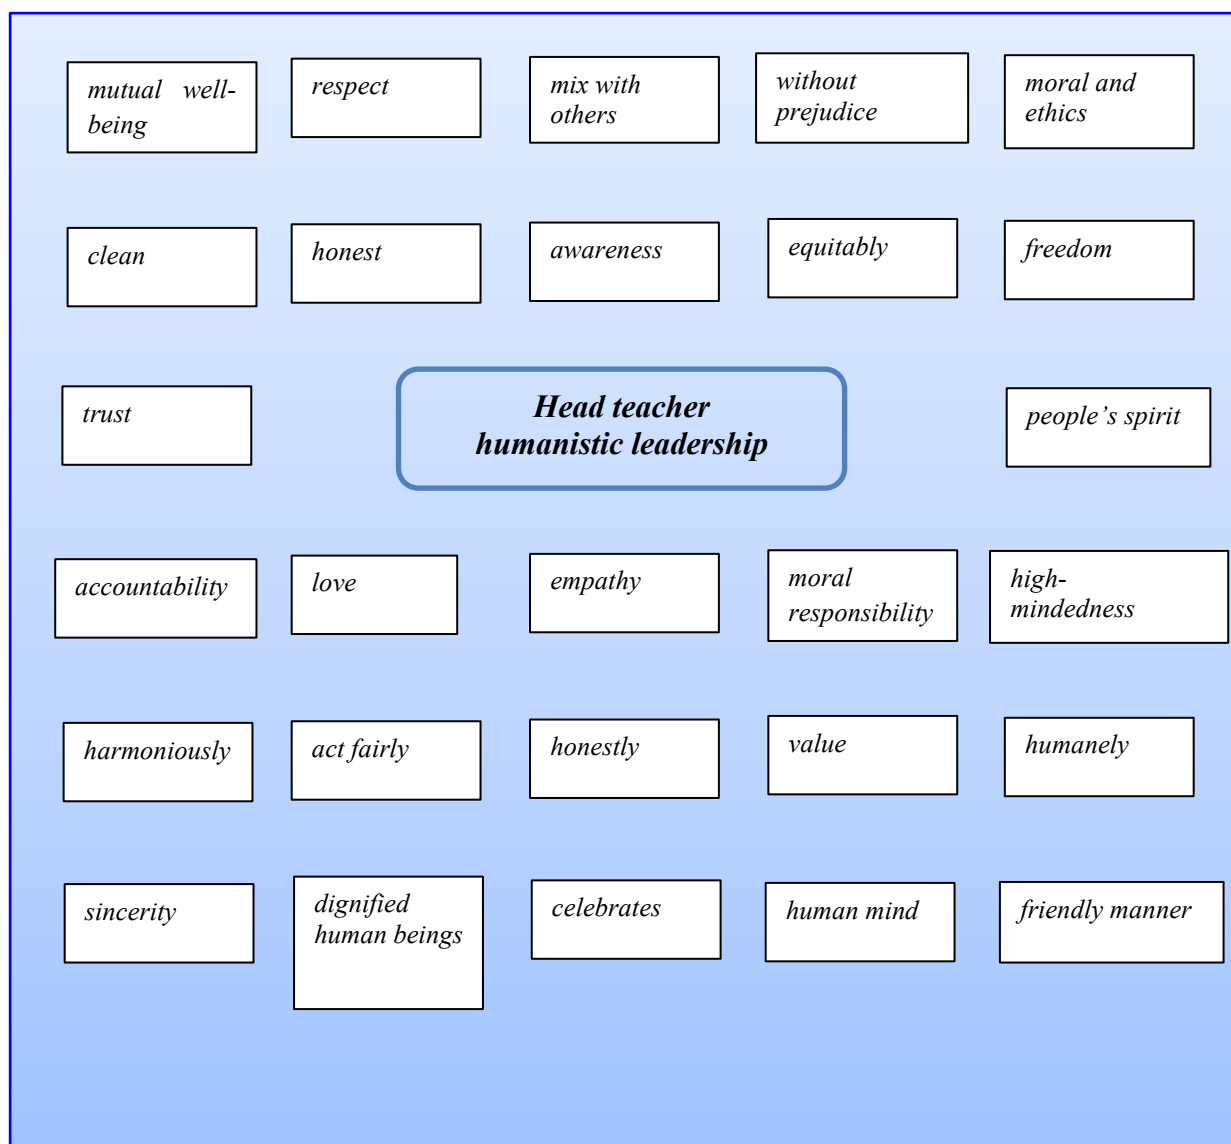 mutual well-
being
respect
mix with
others
without
prejudice
moral and
ethics
clean
honest
awareness
equitably
freedom
trust
Head teacher
humanistic leadership
people's spirit
accountability
love
empathy
moral
responsibility
high-
mindedness
harmoniously
act fairly
honestly
value
humanely
sincerity
dignified
human beings
celebrates
human mind
friendly manner